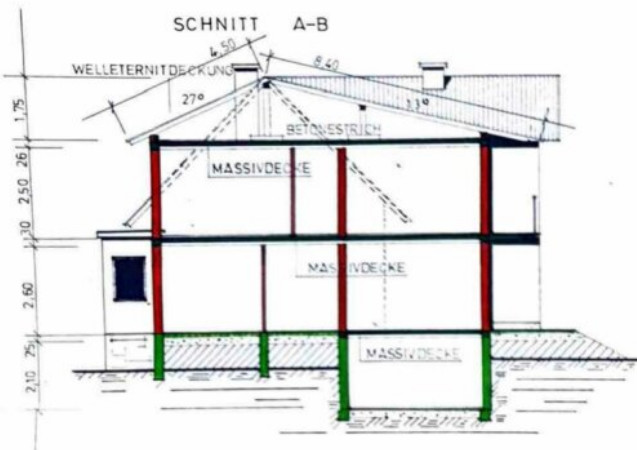 SCHNITT A-B
4,50
8,40
WELLETERNITDECKUNG
27°
13°
1,75
BETONESTRICH
26
MASSIVDECKE
2,50
30
MASSIVDECKE
2,60
25
MASSIVDECKE
2,10